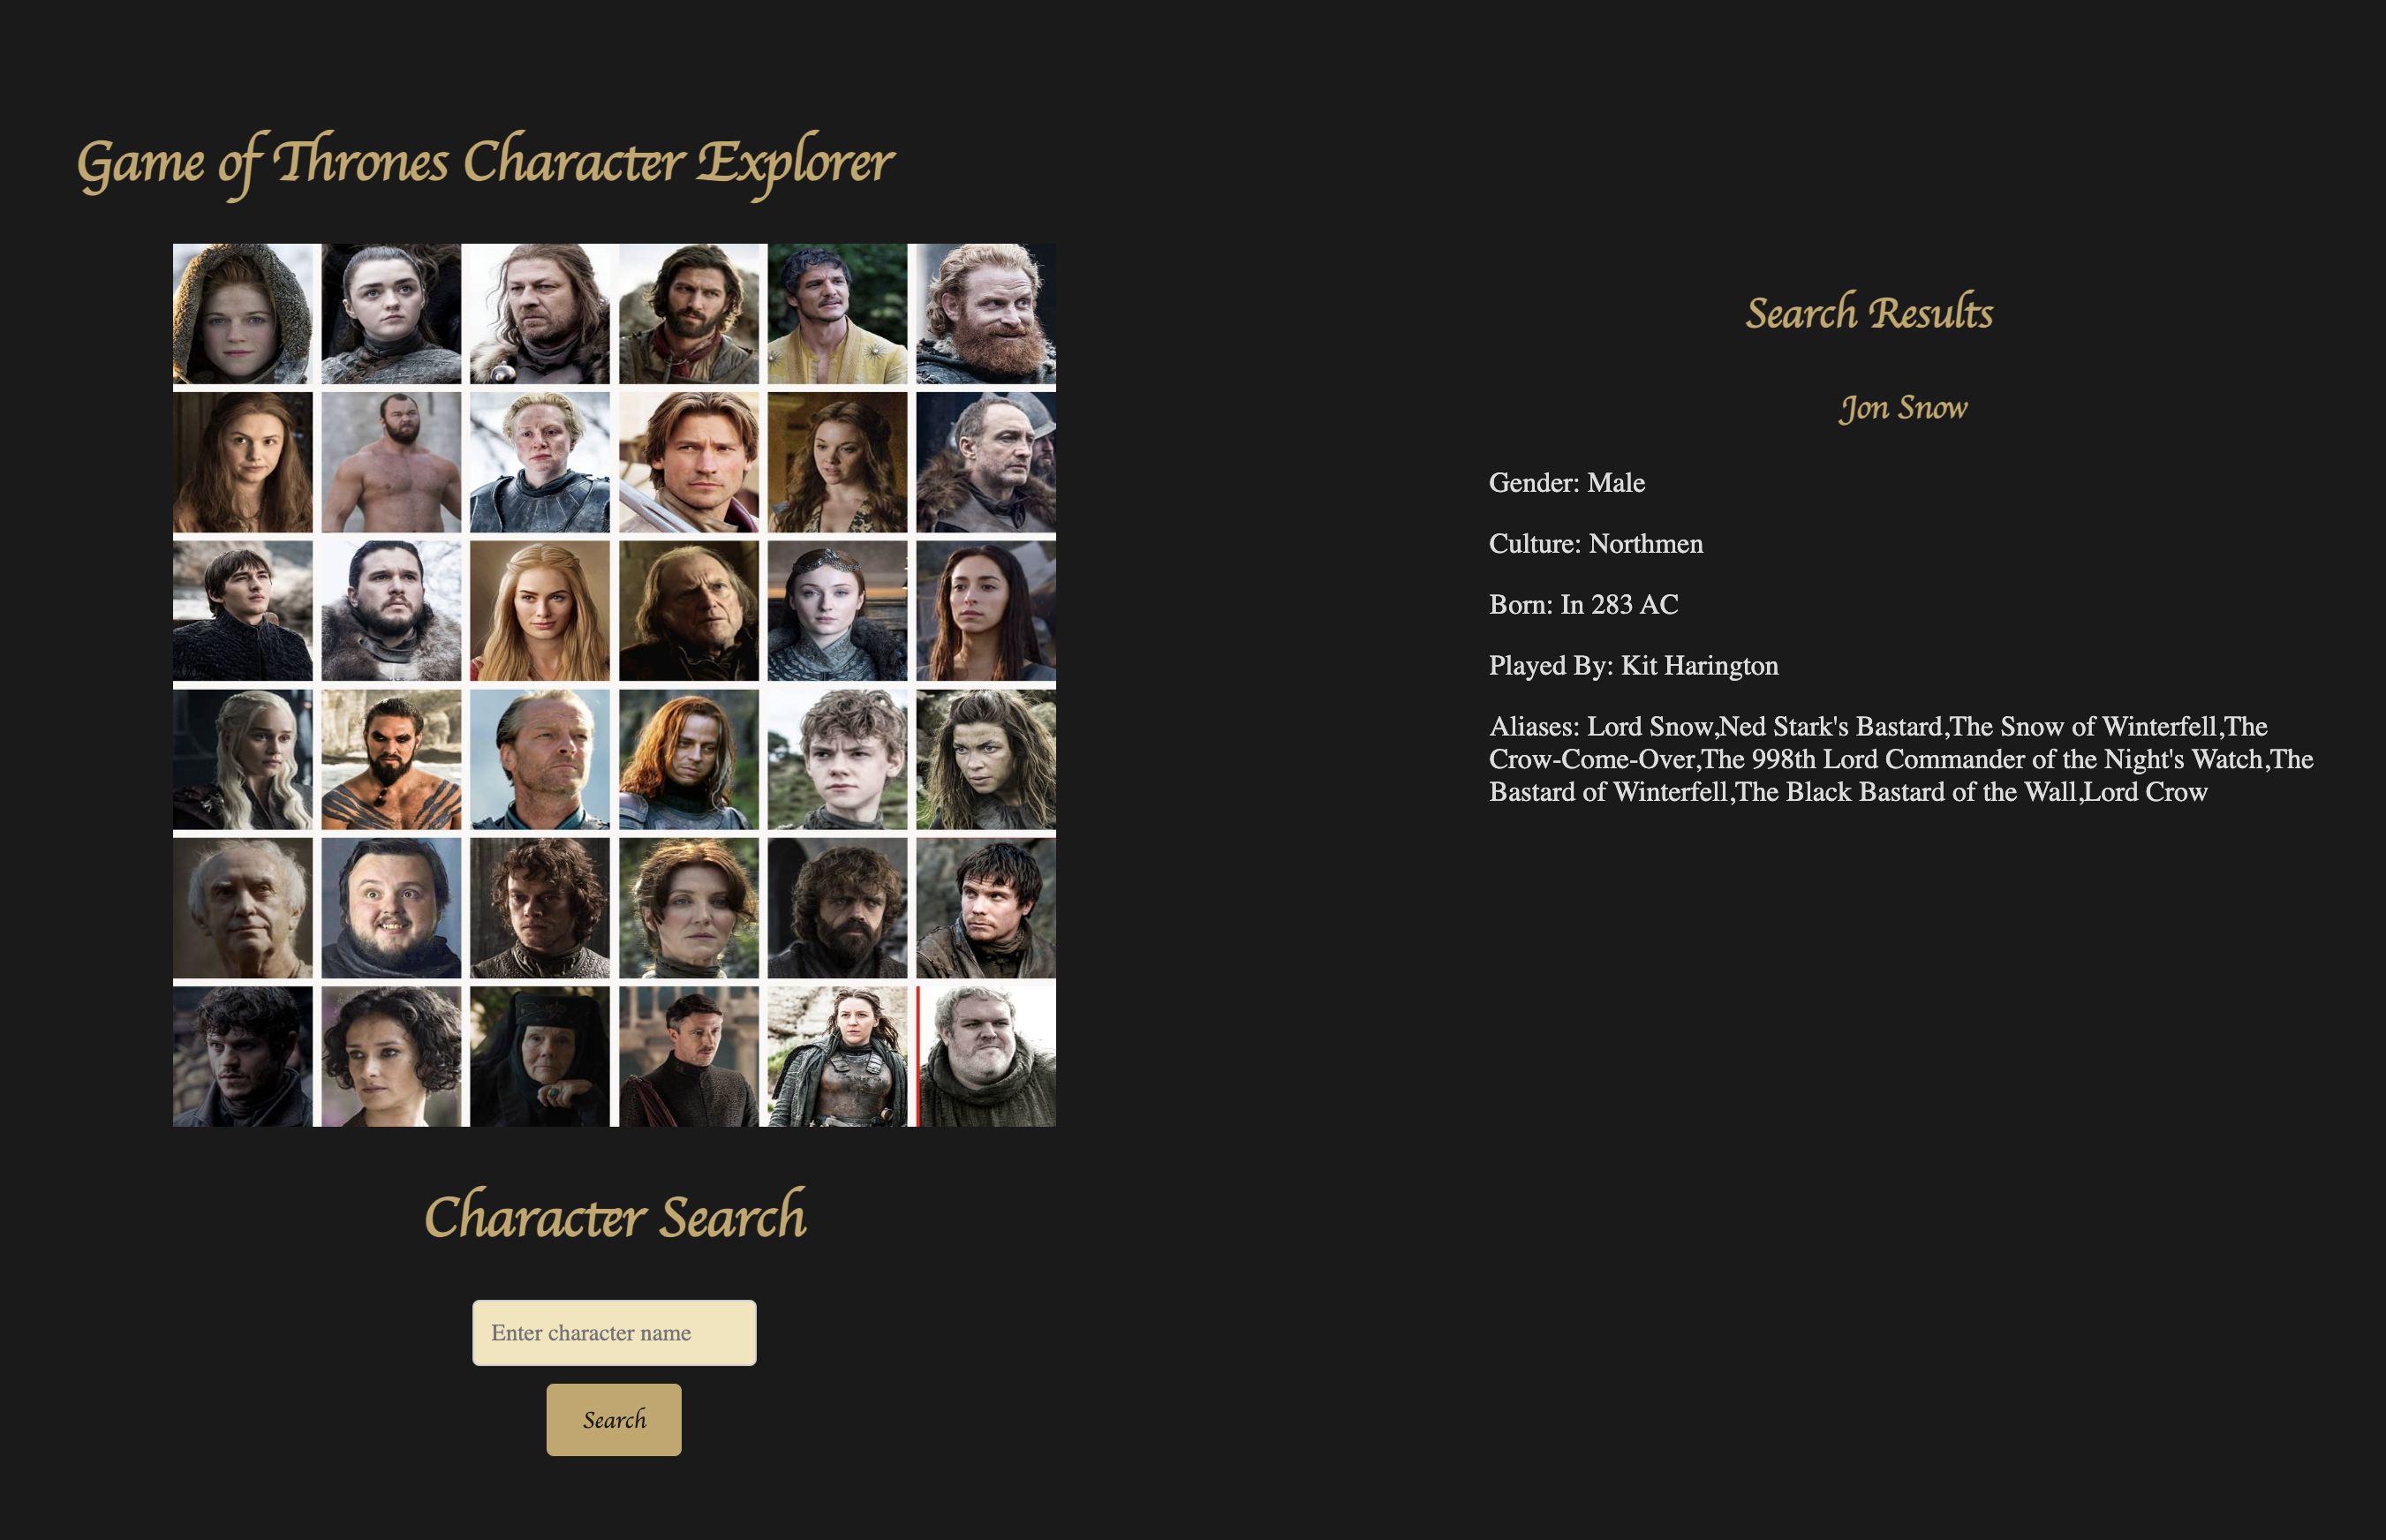 Game of Thrones Character Explorer
Character Search
Enter character name
Search
Search Results
Jon Snow
Gender: Male
Culture: Northmen
Born: In 283 AC
Played By: Kit Harington
Aliases: Lord Snow,Ned Stark's Bastard,The Snow of Winterfell,The
Crow-Come-Over,The 998th Lord Commander of the Night's Watch,The
Bastard of Winterfell,The Black Bastard of the Wall,Lord Crow